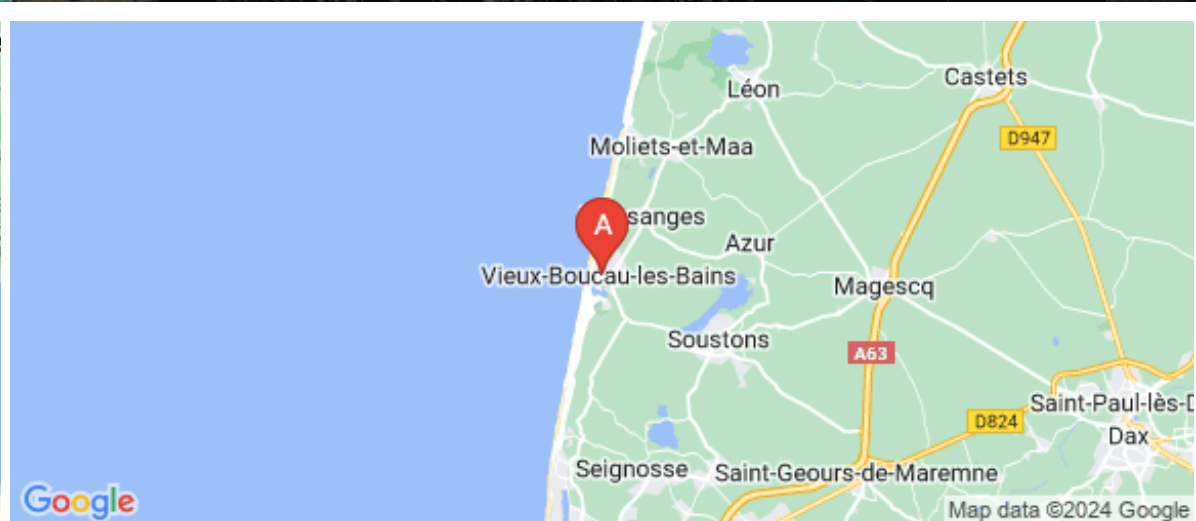 Castets
Léon
D947
Moliets-et-Maa
A
sanges
Azur
Vieux-Boucau-les-Bains
Magescq
Soustons
A63
Saint-Paul-lès-D
D824
Dax
Seignosse
Saint-Geours-de-Maremne
Google
Map data ©2024 Google